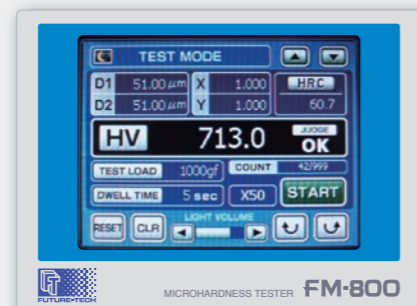 TEST MODE
D1 51.00 µm X 1.000 HRC
D2 51.00 µm Y 1.000 60.7
HV 713.0 JUDGE OK
TEST LOAD 1000gf COUNT 42/999
DWELL TIME 5 sec X50 START
RESET CLR LIGHT VOLUME
FUTURE-TECH MICROHARDNESS TESTER FM-800